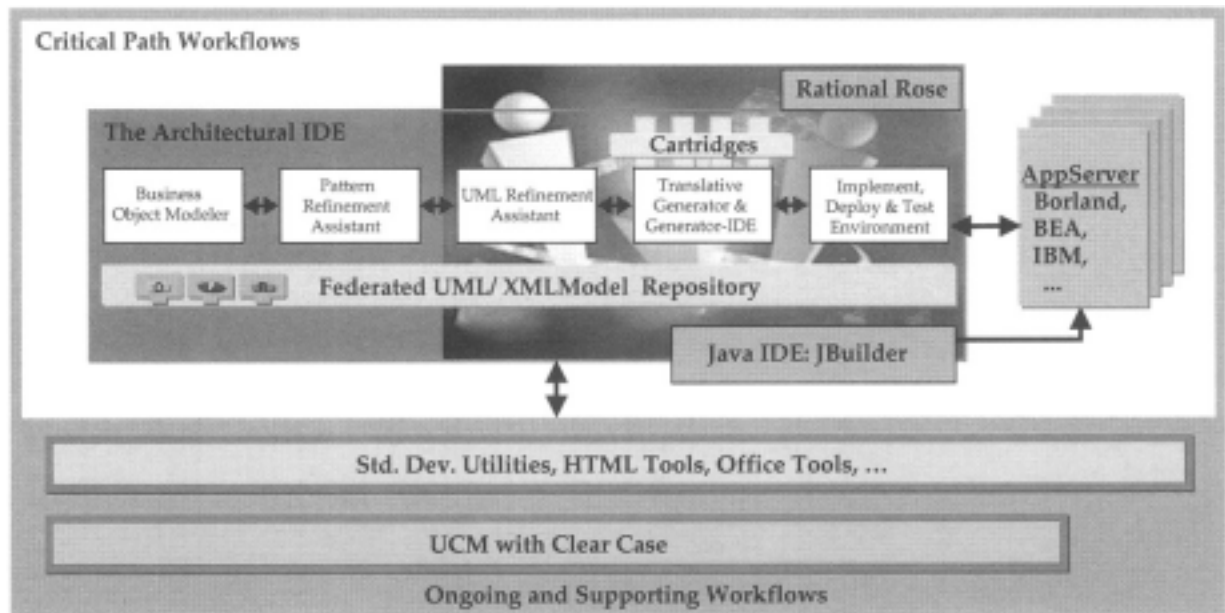 Critical Path Workflows
Rational Rose
The Architectural IDE
Cartridges
Business
Object Modeler
Pattern
Refinement
Assistant
UML Refinement
Assistant
Translative
Generator &
Generator-IDE
Implement,
Deploy & Test
Environment
AppServer
Borland,
BEA,
IBM,
...
Federated UML/ XMLModel Repository
Java IDE: JBuilder
Std. Dev. Utilities, HTML Tools, Office Tools, ...
UCM with Clear Case
Ongoing and Supporting Workflows